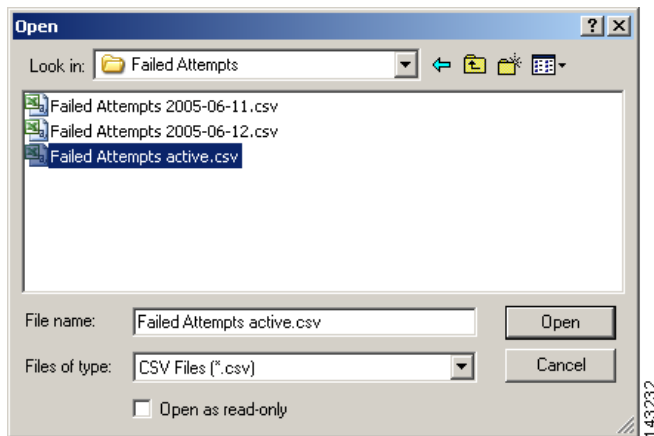 Open
Look in: Failed Attempts
Failed Attempts 2005-06-11.csv
Failed Attempts 2005-06-12.csv
Failed Attempts active.csv
File name: Failed Attempts active.csv Open
Files of type: CSV Files (*.csv) Cancel
Open as read-only
143232